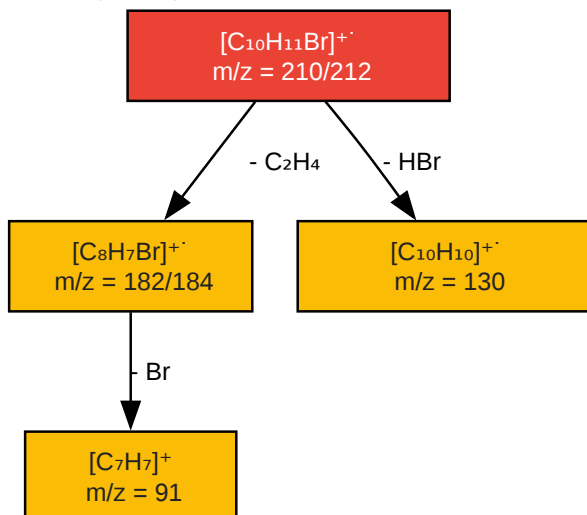 [C₁₀H₁₁Br]⁺˙
m/z = 210/212
- C₂H₄
- HBr
[C₈H₇Br]⁺˙
m/z = 182/184
[C₁₀H₁₀]⁺˙
m/z = 130
- Br
[C₇H₇]⁺
m/z = 91